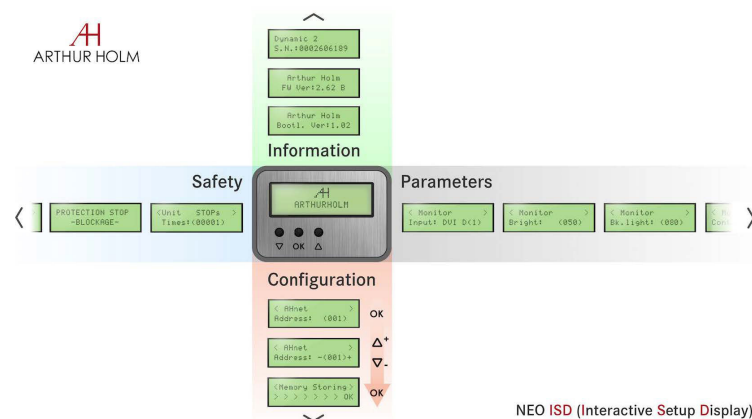 AH
ARTHUR HOLM
Dynamic 2
S.N.:0002606189
Arthur Holm
FW Ver:2.62 B
Arthur Holm
Bootl. Ver:1.02
Information
Safety
Parameters
PROTECTION STOP
-BLOCKAGE-
<Unit STOPs >
Times:(00001)
AH
ARTHURHOLM
▽ OK △
< Monitor >
Input: DVI D(1)
< Monitor >
Bright: (050)
< Monitor >
Bk.light: (080)
Configuration
< AHnet >
Address: (001)
OK
< AHnet >
Address: -(001)+
△+
▽-
<Memory Storing>
> > > > > > > OK
OK
NEO ISD (Interactive Setup Display)